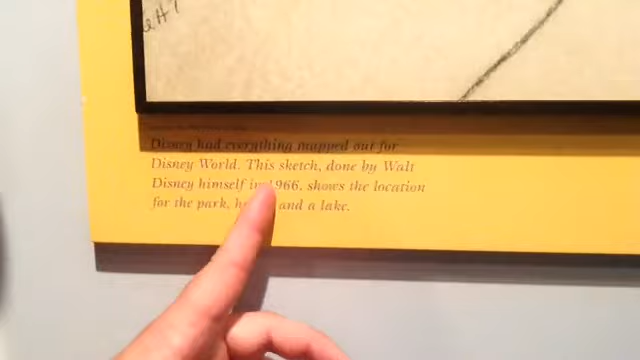 Disney had everything mapped out for
Disney World. This sketch, done by Walt
Disney himself in 1966, shows the location
for the park, and a lake.